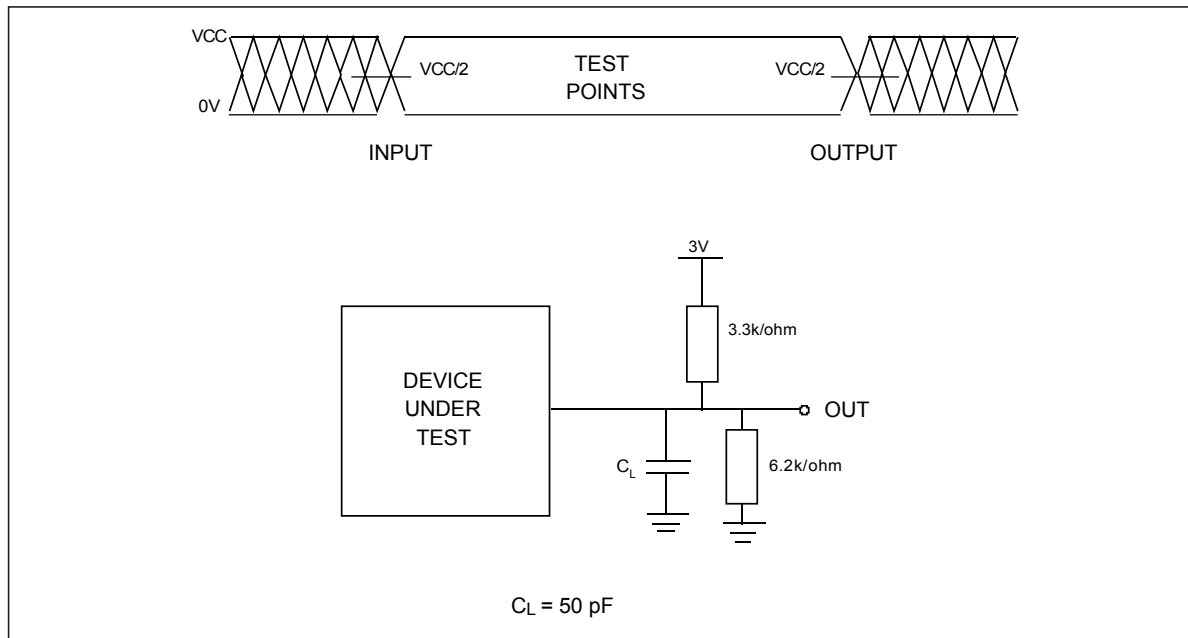 VCC
VCC/2
TEST
POINTS
VCC/2
0V
INPUT
OUTPUT
3V
3.3k/ohm
DEVICE
UNDER
TEST
OUT
CL
6.2k/ohm
CL = 50 pF